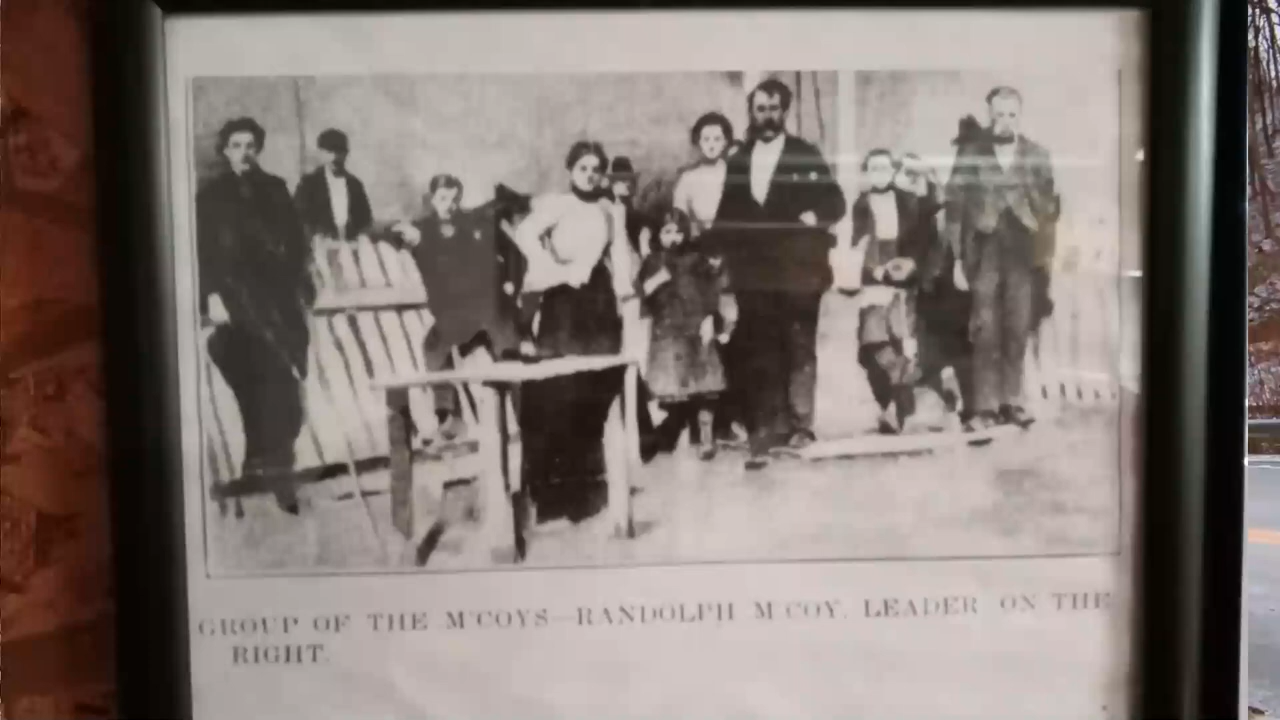 GROUP OF THE M'COYS—RANDOLPH M'COY, LEADER ON THE
RIGHT.